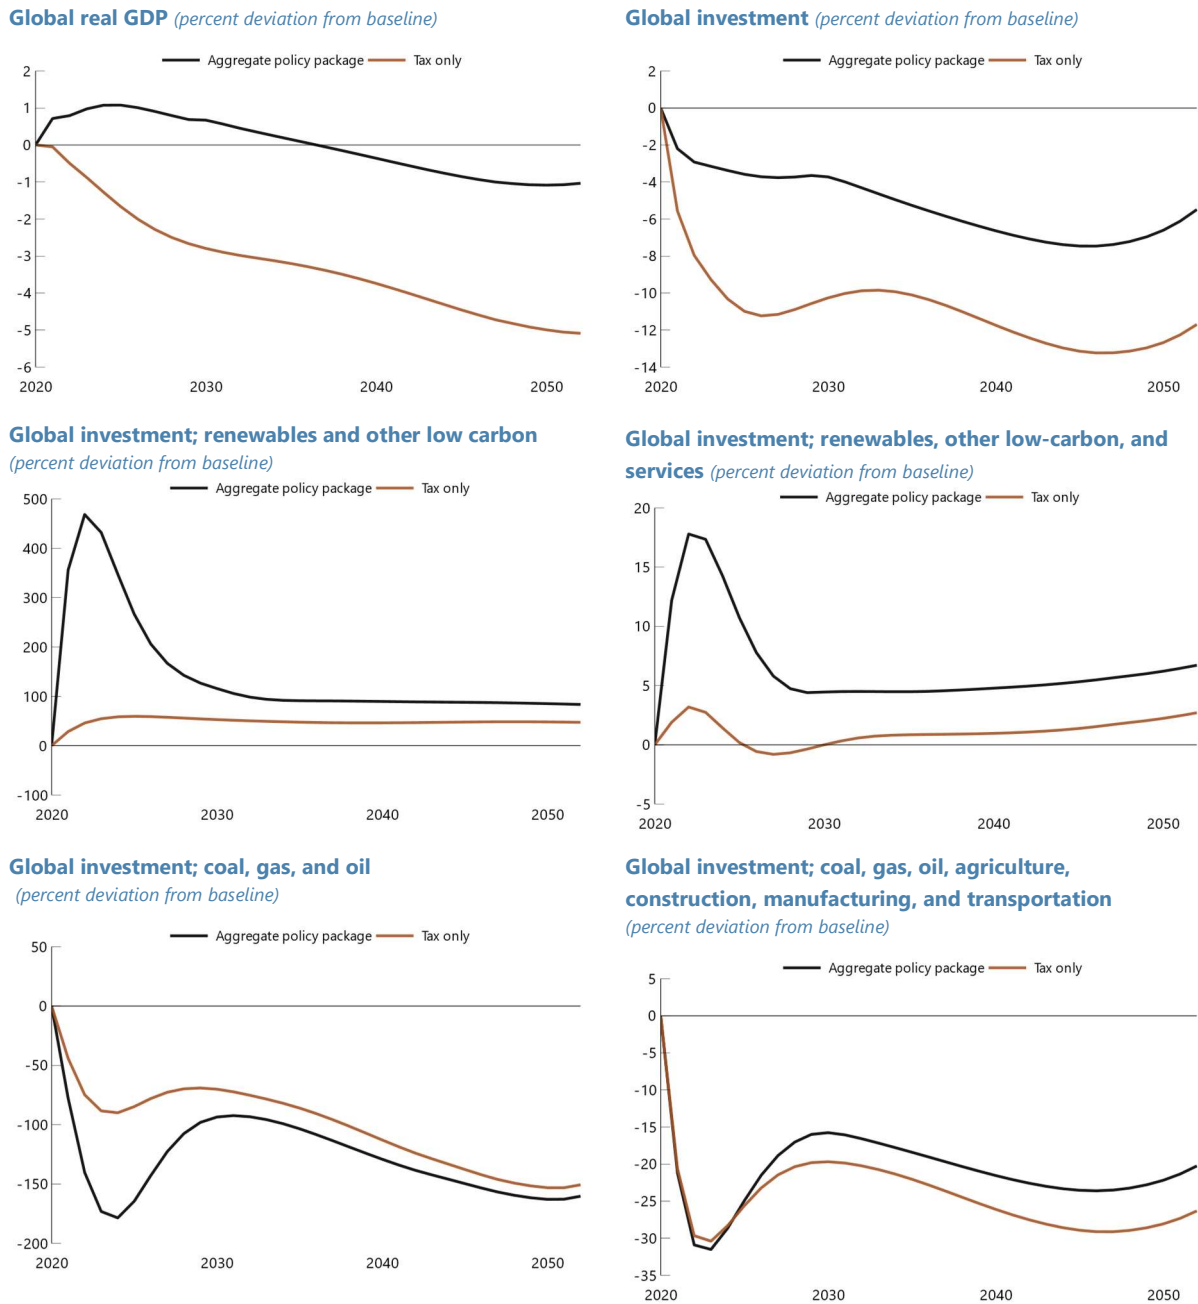 Global real GDP (percent deviation from baseline)
Aggregate policy package Tax only
2
1
0
-1
-2
-3
-4
-5
-6
2020 2030 2040 2050
Global investment (percent deviation from baseline)
Aggregate policy package Tax only
2
0
-2
-4
-6
-8
-10
-12
-14
2020 2030 2040 2050
Global investment; renewables and other low carbon
(percent deviation from baseline)
Aggregate policy package Tax only
500
400
300
200
100
0
-100
2020 2030 2040 2050
Global investment; renewables, other low-carbon, and
services (percent deviation from baseline)
Aggregate policy package Tax only
20
15
10
5
0
-5
2020 2030 2040 2050
Global investment; coal, gas, and oil
(percent deviation from baseline)
Aggregate policy package Tax only
50
0
-50
-100
-150
-200
2020 2030 2040 2050
Global investment; coal, gas, oil, agriculture,
construction, manufacturing, and transportation
(percent deviation from baseline)
Aggregate policy package Tax only
5
0
-5
-10
-15
-20
-25
-30
-35
2020 2030 2040 2050